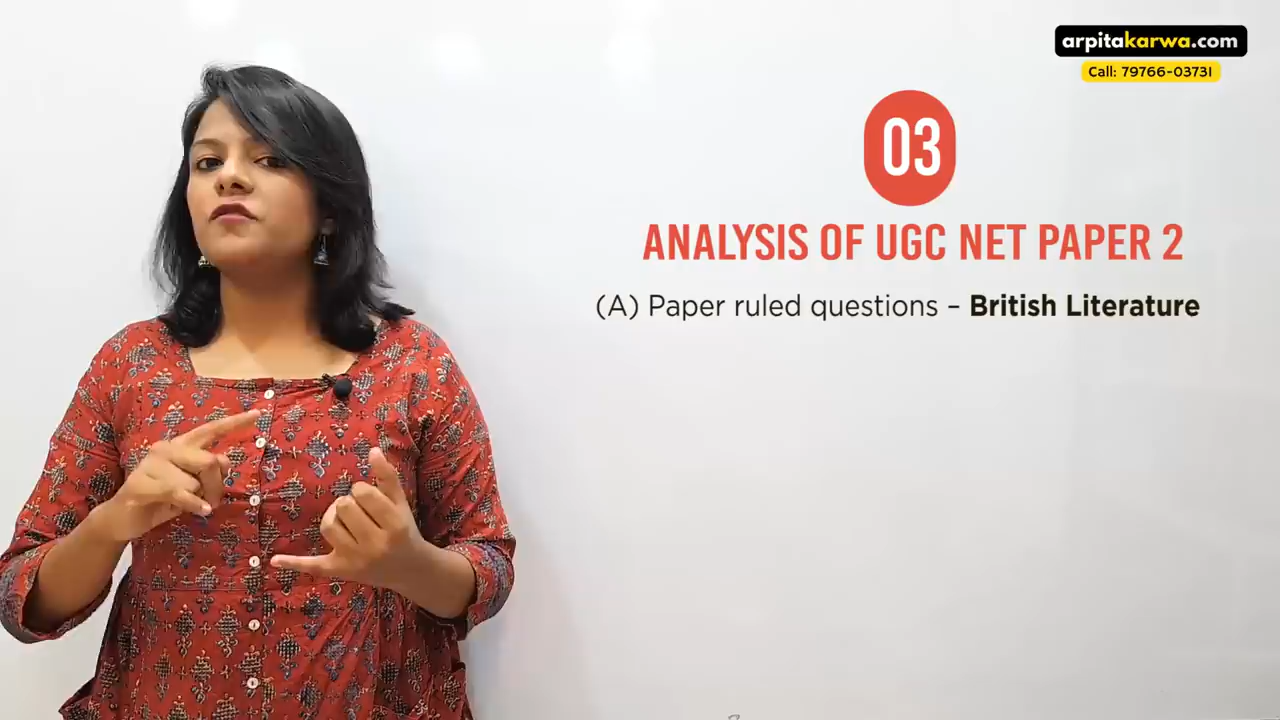 arpitakarwa.com
Call: 79766-03731
03
ANALYSIS OF UGC NET PAPER 2
(A) Paper ruled questions – British Literature